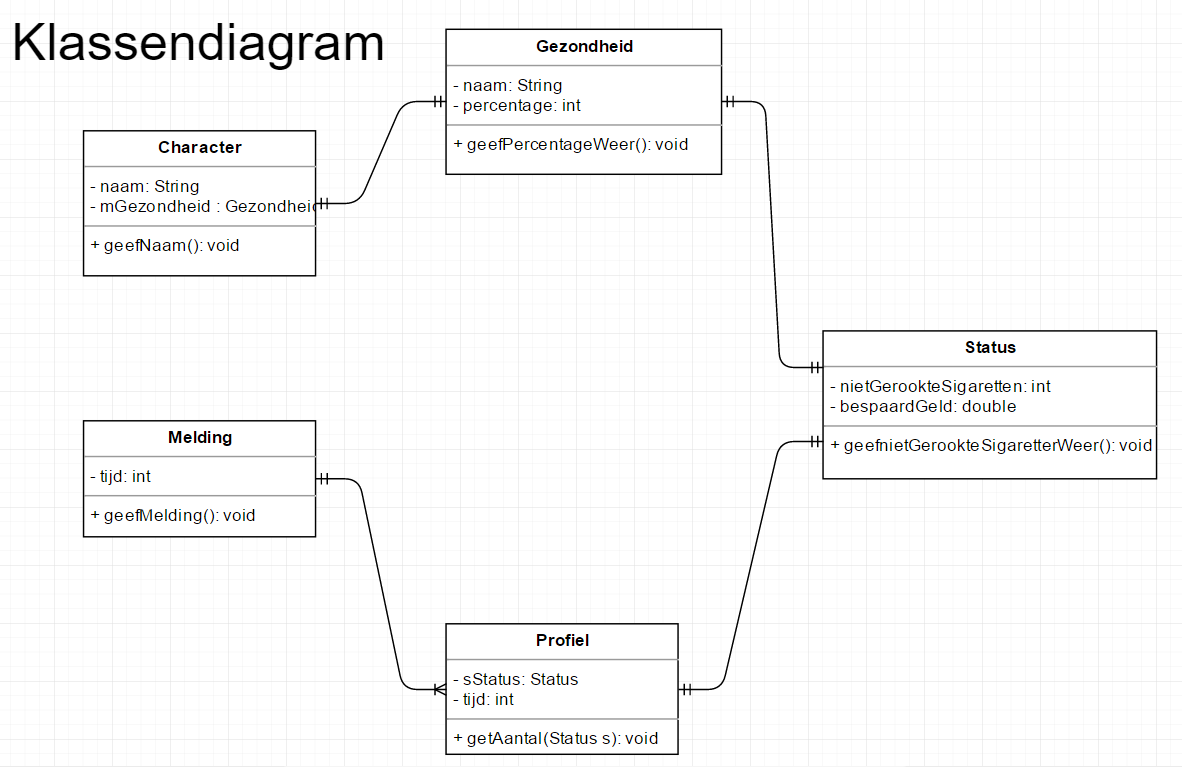 Klassendiagram
Gezondheid
- naam: String
- percentage: int
+ geefPercentageWeer(): void
Character
- naam: String
- mGezondheid : Gezondheid
+ geefNaam(): void
Status
- nietGerookteSigaretten: int
- bespaardGeld: double
+ geefnietGerookteSigaretterWeer(): void
Melding
- tijd: int
+ geefMelding(): void
Profiel
- sStatus: Status
- tijd: int
+ getAantal(Status s): void